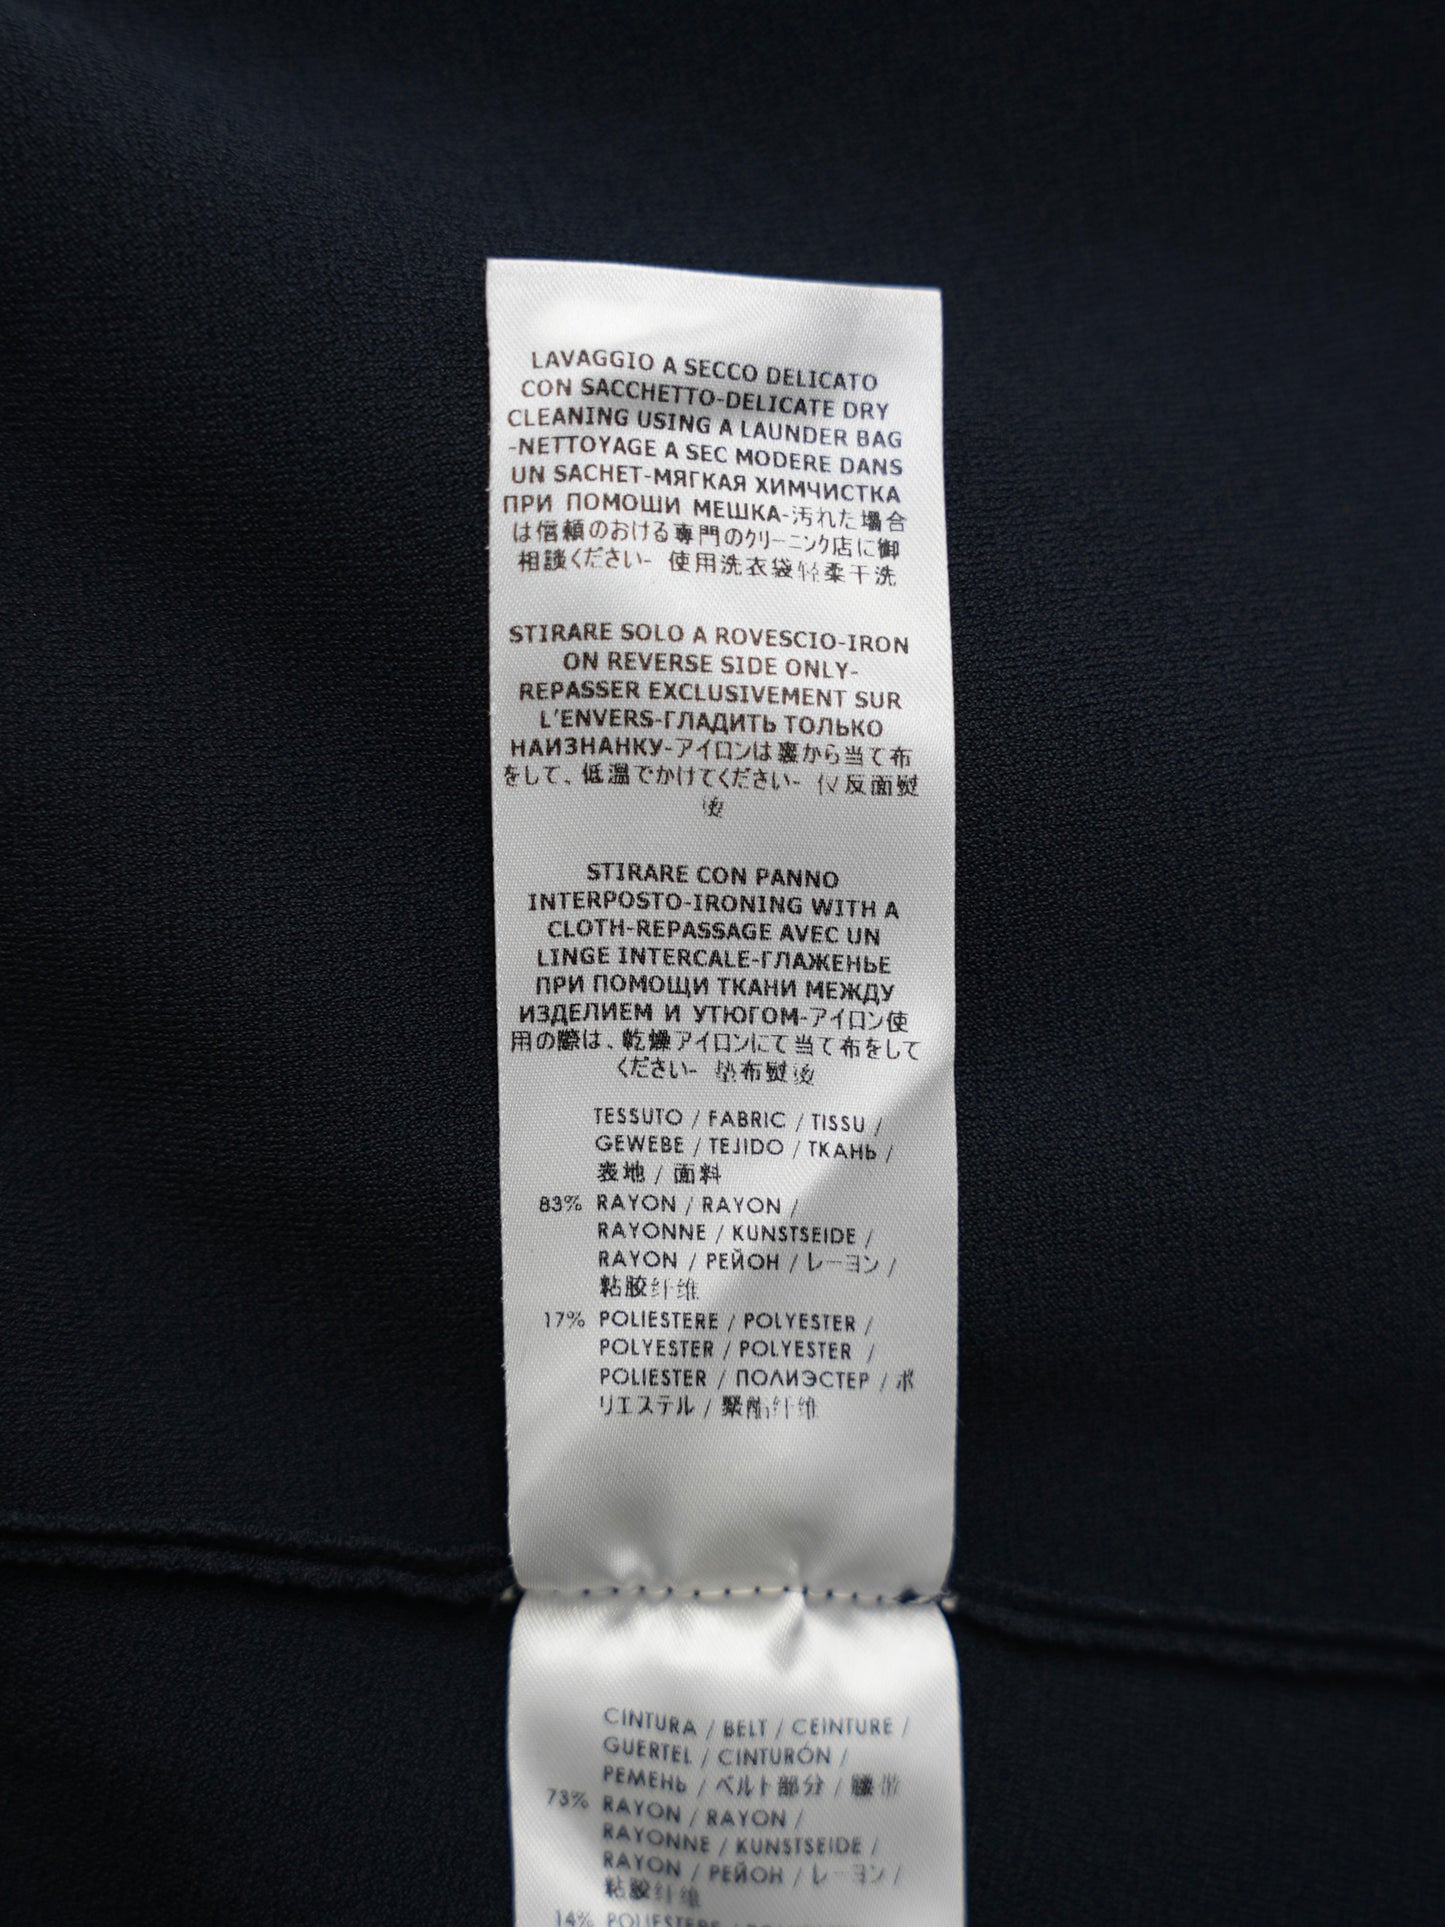 LAVAGGIO A SECCO DELICATO
CON SACCHETTO-DELICATE DRY
CLEANING USING A LAUNDER BAG
-NETTOYAGE A SEC MODERE DANS
UN SACHET-МЯГКАЯ ХИМЧИСТКА
ПРИ ПОМОШИ МЕШКА-汚れた場合
は信頼のおける専門のクリーニンク店に御
相談ください- 使用洗衣袋轻柔干洗
STIRARE SOLO A ROVESCIO-IRON
ON REVERSE SIDE ONLY-
REPASSER EXCLUSIVEMENT SUR
L'ENVERS-ГЛАДИТЬ ТОЛЬКО
НАИЗНАНКУ-アイロンは裏から当て布
をして、低温でかけてください- 仅反面熨
烫
STIRARE CON PANNO
INTERPOSTO-IRONING WITH A
CLOTH-REPASSAGE AVEC UN
LINGE INTERCALE-ГЛАЖЕНЬЕ
ПРИ ПОМОЩИ ТКАНИ МЕЖДУ
ИЗДЕЛИЕМ И УТЮГОМ-アイロン使
用の際は、乾燥アイロンにて当て布をして
ください- 垫布熨烫
TESSUTO / FABRIC / TISSU /
GEWEBE / TEJIDO / ТКАНЬ /
表地 / 面料
83% RAYON / RAYON /
RAYONNE / KUNSTSEIDE /
RAYON / РЕЙОН / レーヨン /
粘胶纤维
17% POLIESTERE / POLYESTER /
POLYESTER / POLYESTER /
POLIESTER / ПОЛИЭСТЕР / ポ
リエステル / 聚酯纤维
CINTURA / BELT / CEINTURE /
GUERTEL / CINTURÓN /
РЕМЕНЬ / ベルト部分 / 腰带
73% RAYON / RAYON /
RAYONNE / KUNSTSEIDE /
RAYON / РЕЙОН / レーヨン /
粘胶纤维
14% POLIESTERE /